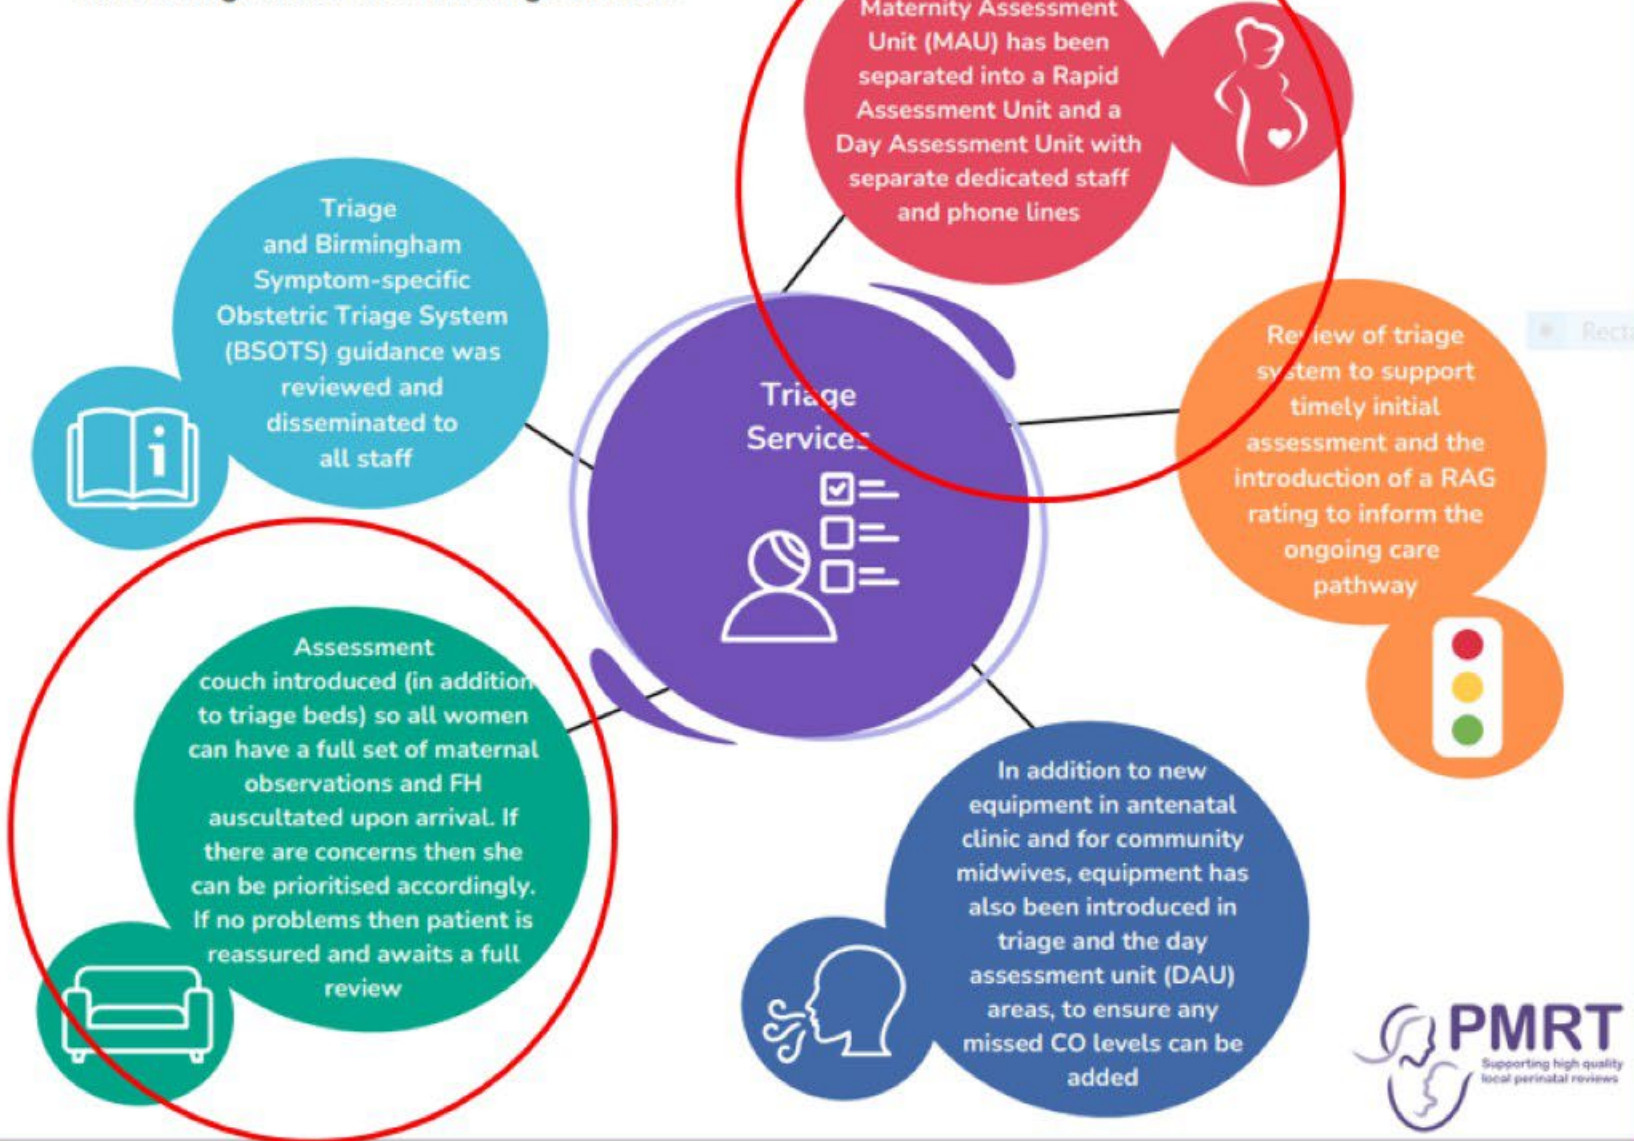 Maternity Assessment
Unit (MAU) has been
separated into a Rapid
Assessment Unit and a
Day Assessment Unit with
separate dedicated staff
and phone lines
Triage
and Birmingham
Symptom-specific
Obstetric Triage System
(BSOTS) guidance was
reviewed and
disseminated to
all staff
Triage
Services
Review of triage
system to support
timely initial
assessment and the
introduction of a RAG
rating to inform the
ongoing care
pathway
Assessment
couch introduced (in addition
to triage beds) so all women
can have a full set of maternal
observations and FH
auscultated upon arrival. If
there are concerns then she
can be prioritised accordingly.
If no problems then patient is
reassured and awaits a full
review
In addition to new
equipment in antenatal
clinic and for community
midwives, equipment has
also been introduced in
triage and the day
assessment unit (DAU)
areas, to ensure any
missed CO levels can be
added
PMRT
Supporting high quality
local perinatal reviews